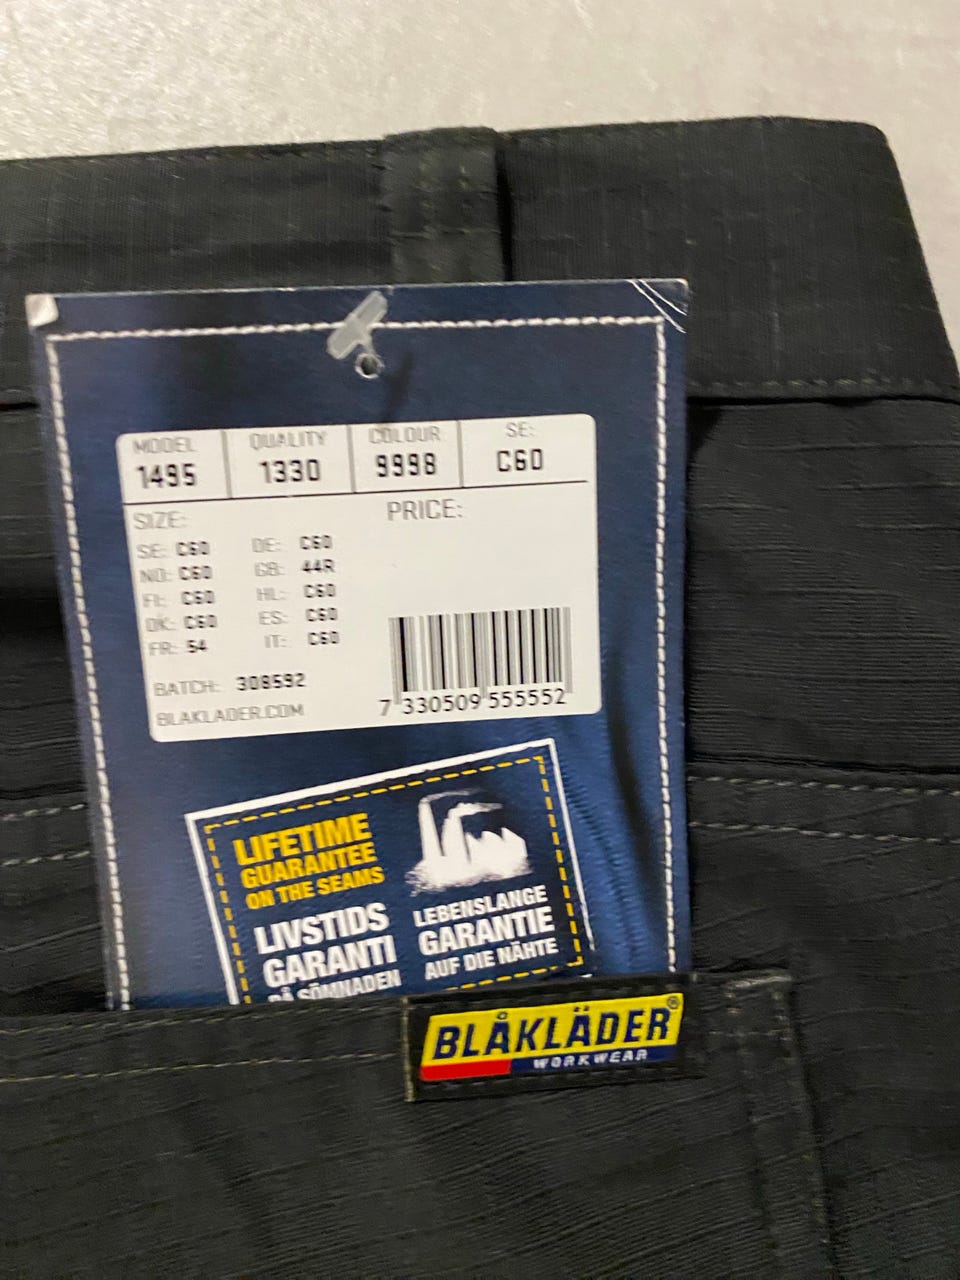 MODEL QUALITY COLOUR SE:
1495 1330 9998 C60
SIZE: PRICE:
SE: C60 DE: C60
NO: C60 GB: 44R
FI: C60 HL: C60
DK: C60 ES: C60
FR: 54 IT: C60
BATCH: 308592
BLAKLADER.COM
7 330509 555552
LIFETIME
GUARANTEE
ON THE SEAMS
LIVSTIDS
GARANTI
PÅ SÖMNADEN
LEBENSLANGE
GARANTIE
AUF DIE NÄHTE
BLÅKLÄDER®
WORKWEAR